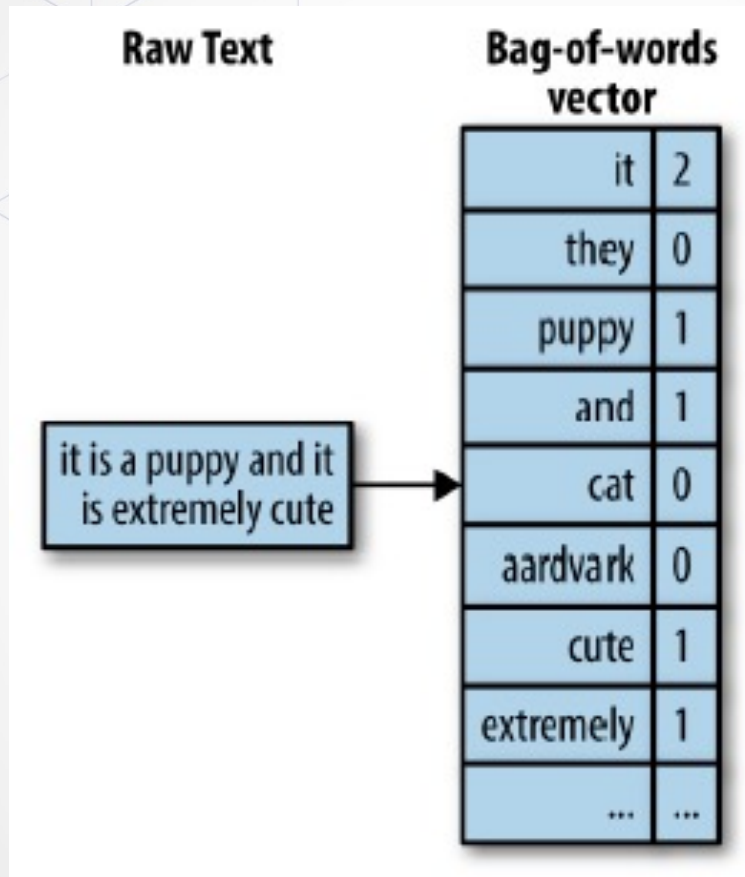 Raw Text
Bag-of-words
vector
it is a puppy and it
is extremely cute
it 2
they 0
puppy 1
and 1
cat 0
aardvark 0
cute 1
extremely 1
... ...